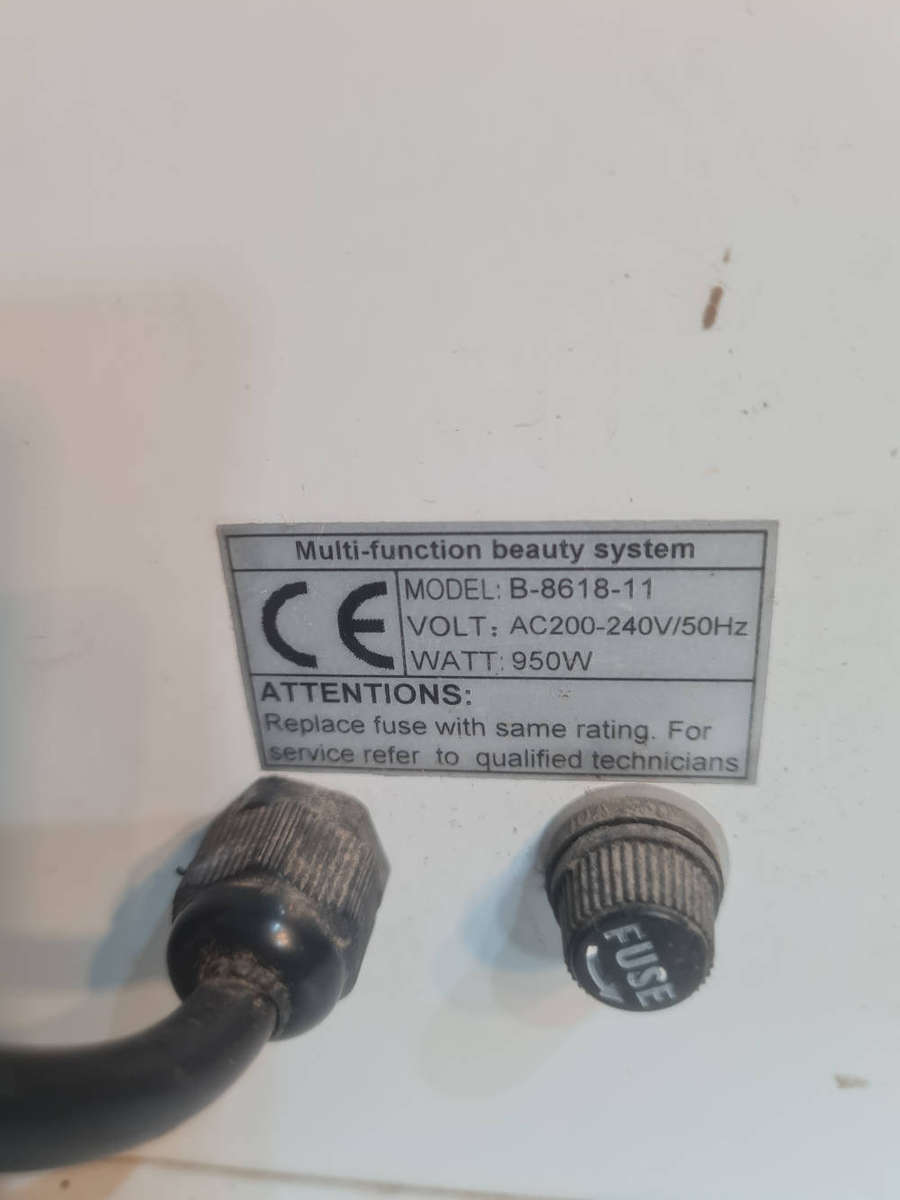 Multi-function beauty system
CE
MODEL: B-8618-11
VOLT: AC200-240V/50Hz
WATT: 950W
ATTENTIONS:
Replace fuse with same rating. For
service refer to qualified technicians
FUSE